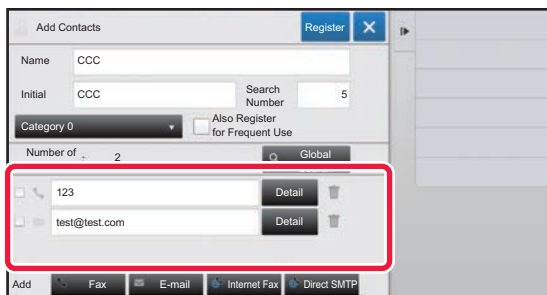 Add Contacts Register
Name CCC
Initial CCC Search Number 5
Category 0 Also Register for Frequent Use
Number of 2 Global
123 Detail
test@test.com Detail
Add Fax E-mail Internet Fax Direct SMTP